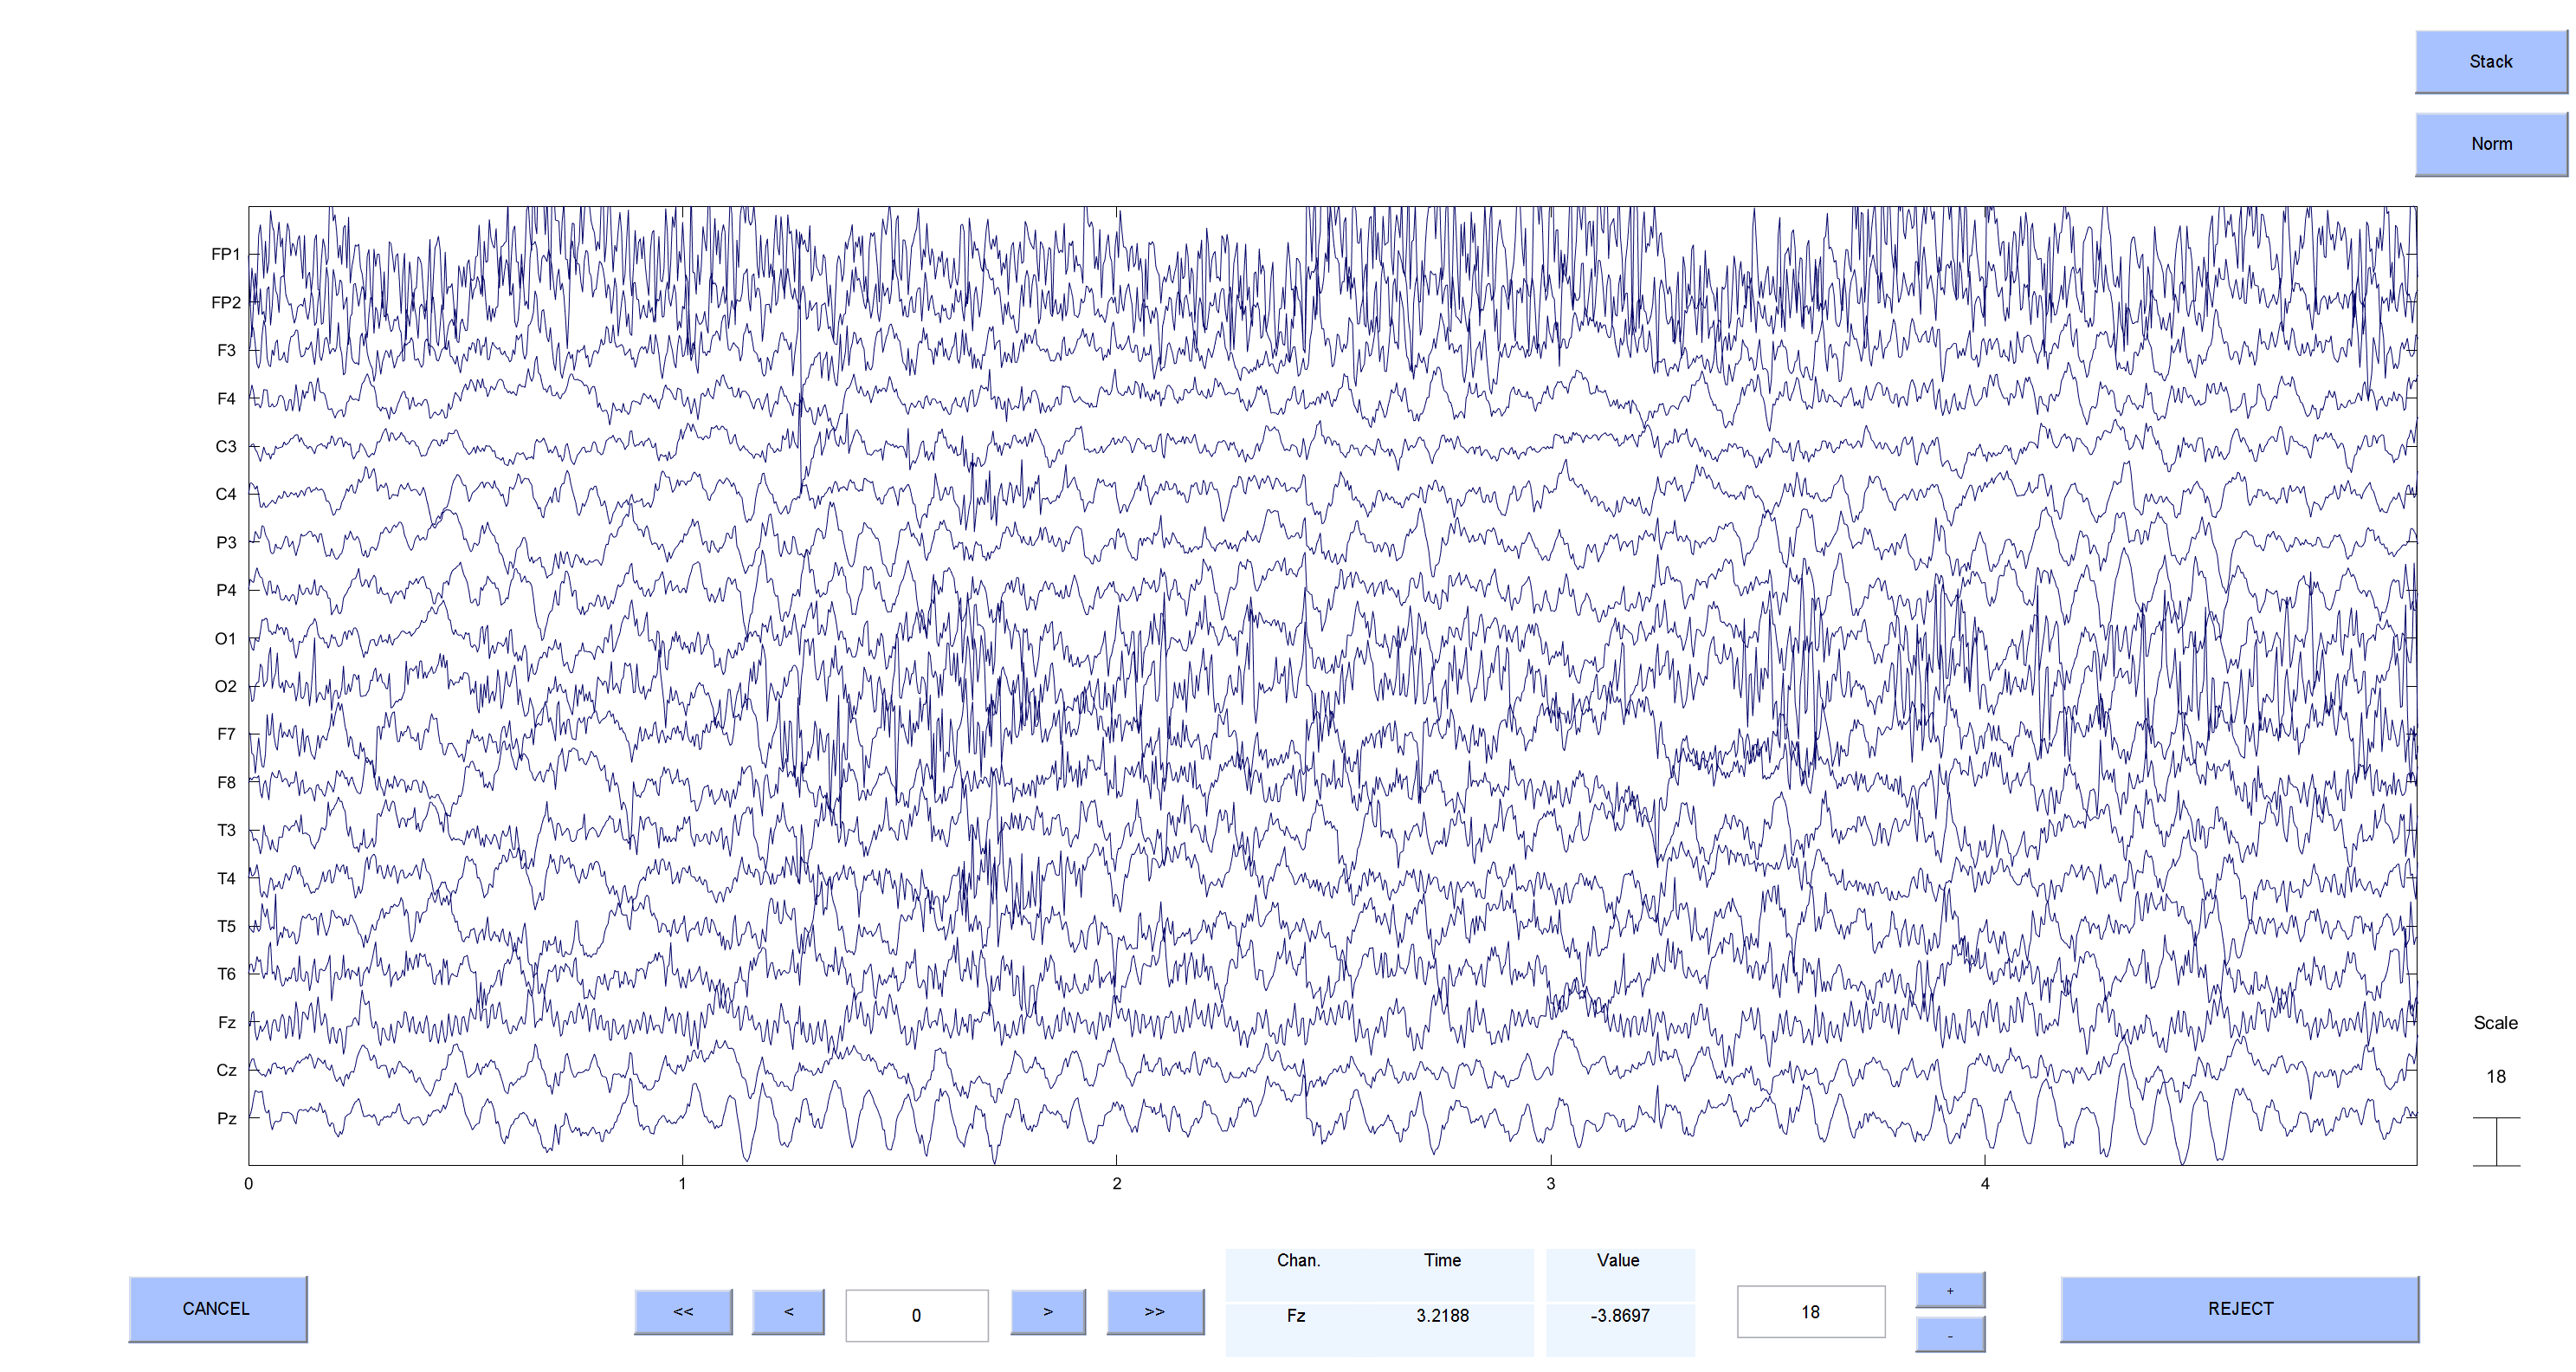 Stack
Norm
FP1
FP2
F3
F4
C3
C4
P3
P4
O1
O2
F7
F8
T3
T4
T5
T6
Fz
Cz
Pz
0 1 2 3 4
Scale
18
Chan. Time Value
Fz 3.2188 -3.8697
CANCEL << < 0 > >> 18 + - REJECT